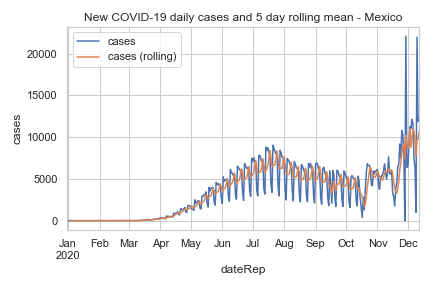 New COVID-19 daily cases and 5 day rolling mean - Mexico
cases
cases (rolling)
20000
15000
10000
5000
0
cases
Jan Feb Mar Apr May Jun Jul Aug Sep Oct Nov Dec
2020
dateRep